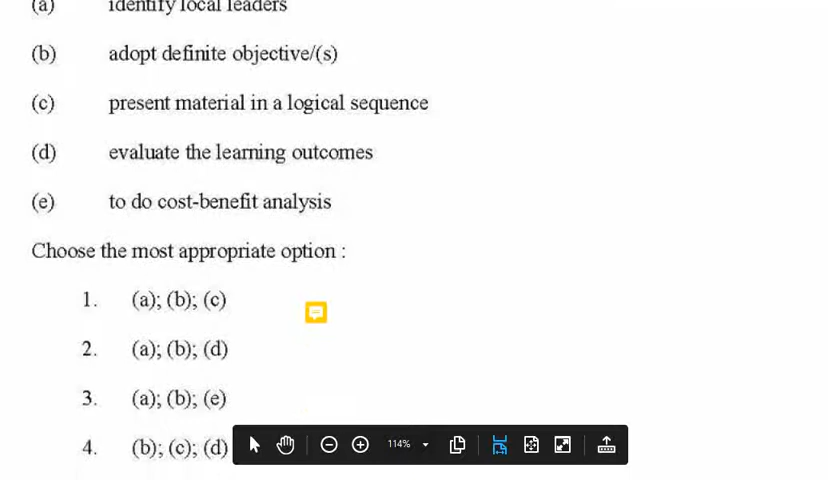 (a) identify local leaders
(b) adopt definite objective/(s)
(c) present material in a logical sequence
(d) evaluate the learning outcomes
(e) to do cost-benefit analysis
Choose the most appropriate option :
1. (a); (b); (c)
2. (a); (b); (d)
3. (a); (b); (e)
4. (b); (c); (d)
114%